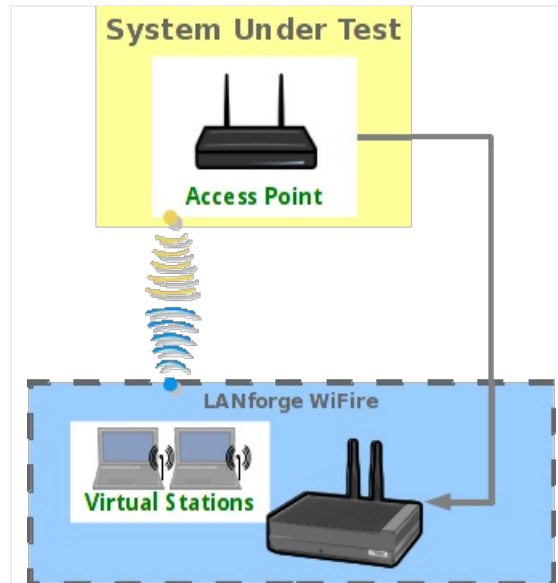 System Under Test
Access Point
LANforge WiFire
Virtual Stations